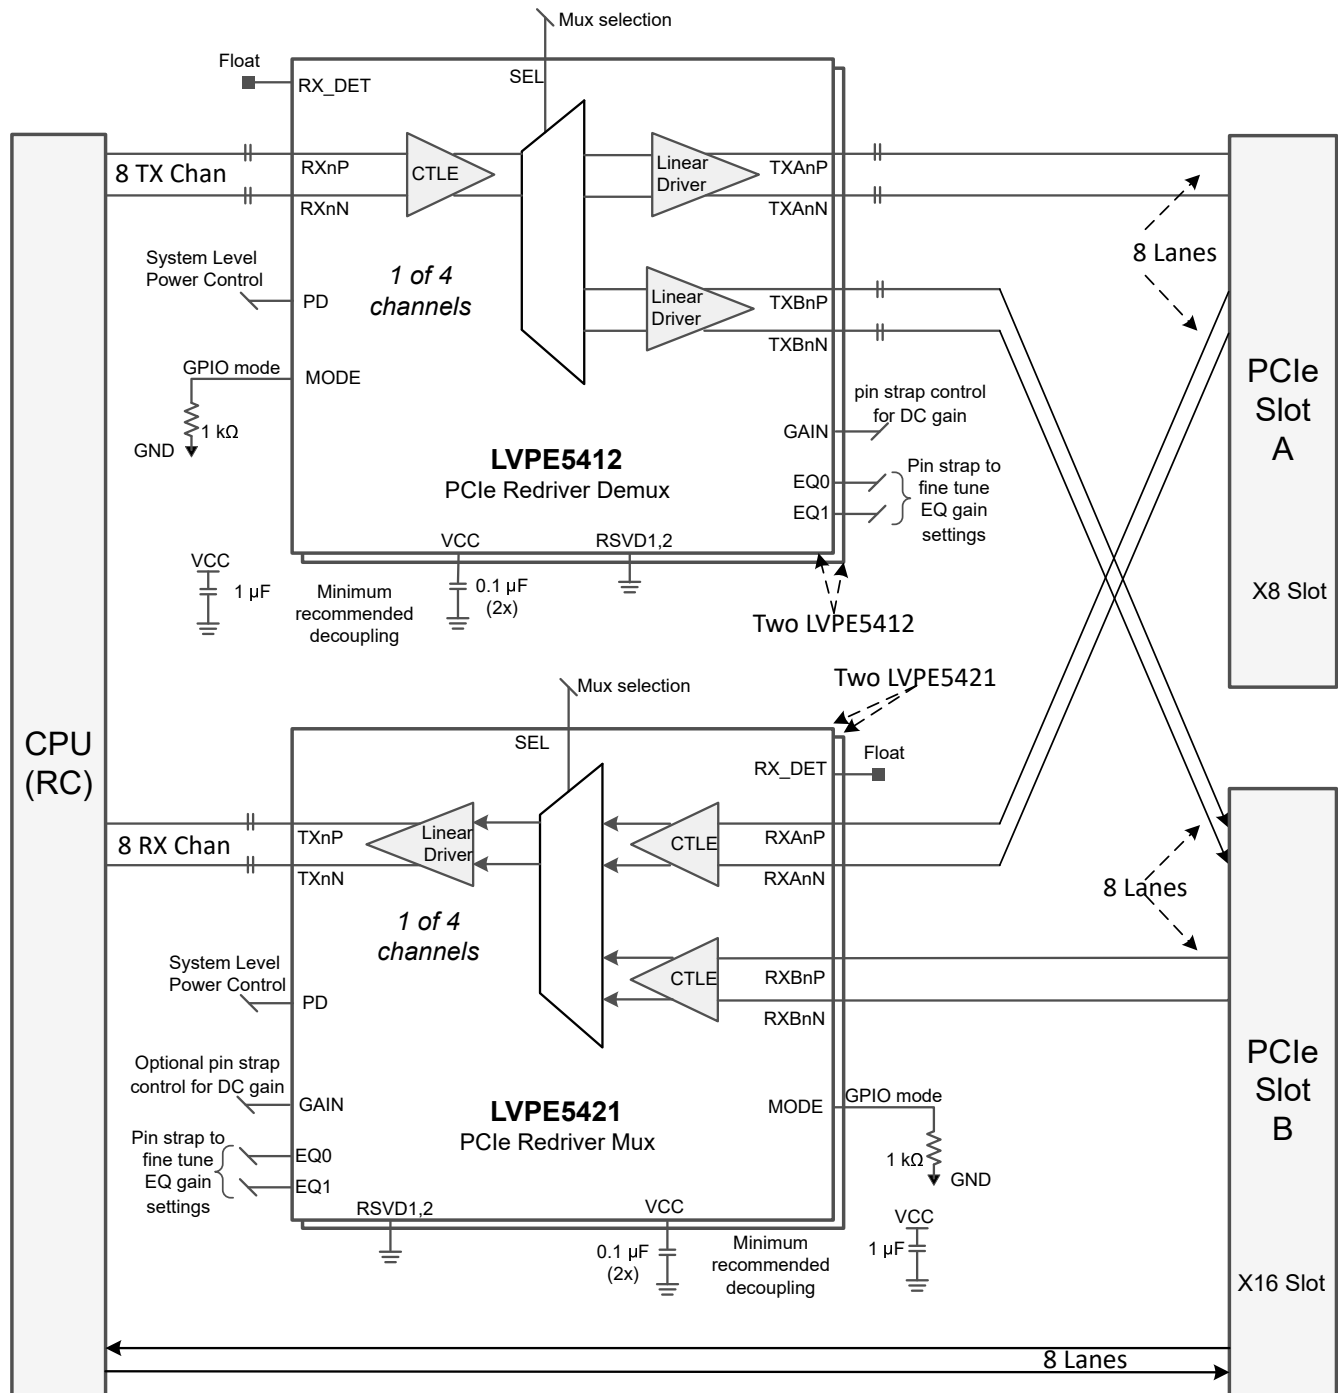 Mux selection
Float
RX_DET
SEL
8 TX Chan
RXnP
RXnN
CTLE
Linear
Driver
TXAnP
TXAnN
8 Lanes
System Level
Power Control
PD
1 of 4
channels
Linear
Driver
TXBnP
TXBnN
GPIO mode
MODE
1 kΩ
GND
pin strap control
for DC gain
GAIN
LVPE5412
PCIe Redriver Demux
EQ0
EQ1
Pin strap to
fine tune
EQ gain
settings
PCIe
Slot
A
X8 Slot
VCC
RSVD1,2
VCC
1 µF
Minimum
recommended
decoupling
0.1 µF
(2x)
Two LVPE5412
Two LVPE5421
Mux selection
SEL
Float
RX_DET
CPU
(RC)
8 RX Chan
TXnP
TXnN
Linear
Driver
CTLE
RXAnP
RXAnN
8 Lanes
1 of 4
channels
CTLE
RXBnP
RXBnN
System Level
Power Control
PD
Optional pin strap
control for DC gain
GAIN
LVPE5421
PCIe Redriver Mux
MODE
GPIO mode
1 kΩ
GND
Pin strap to
fine tune
EQ gain
settings
EQ0
EQ1
PCIe
Slot
B
X16 Slot
RSVD1,2
VCC
0.1 µF
(2x)
Minimum
recommended
decoupling
VCC
1 µF
8 Lanes